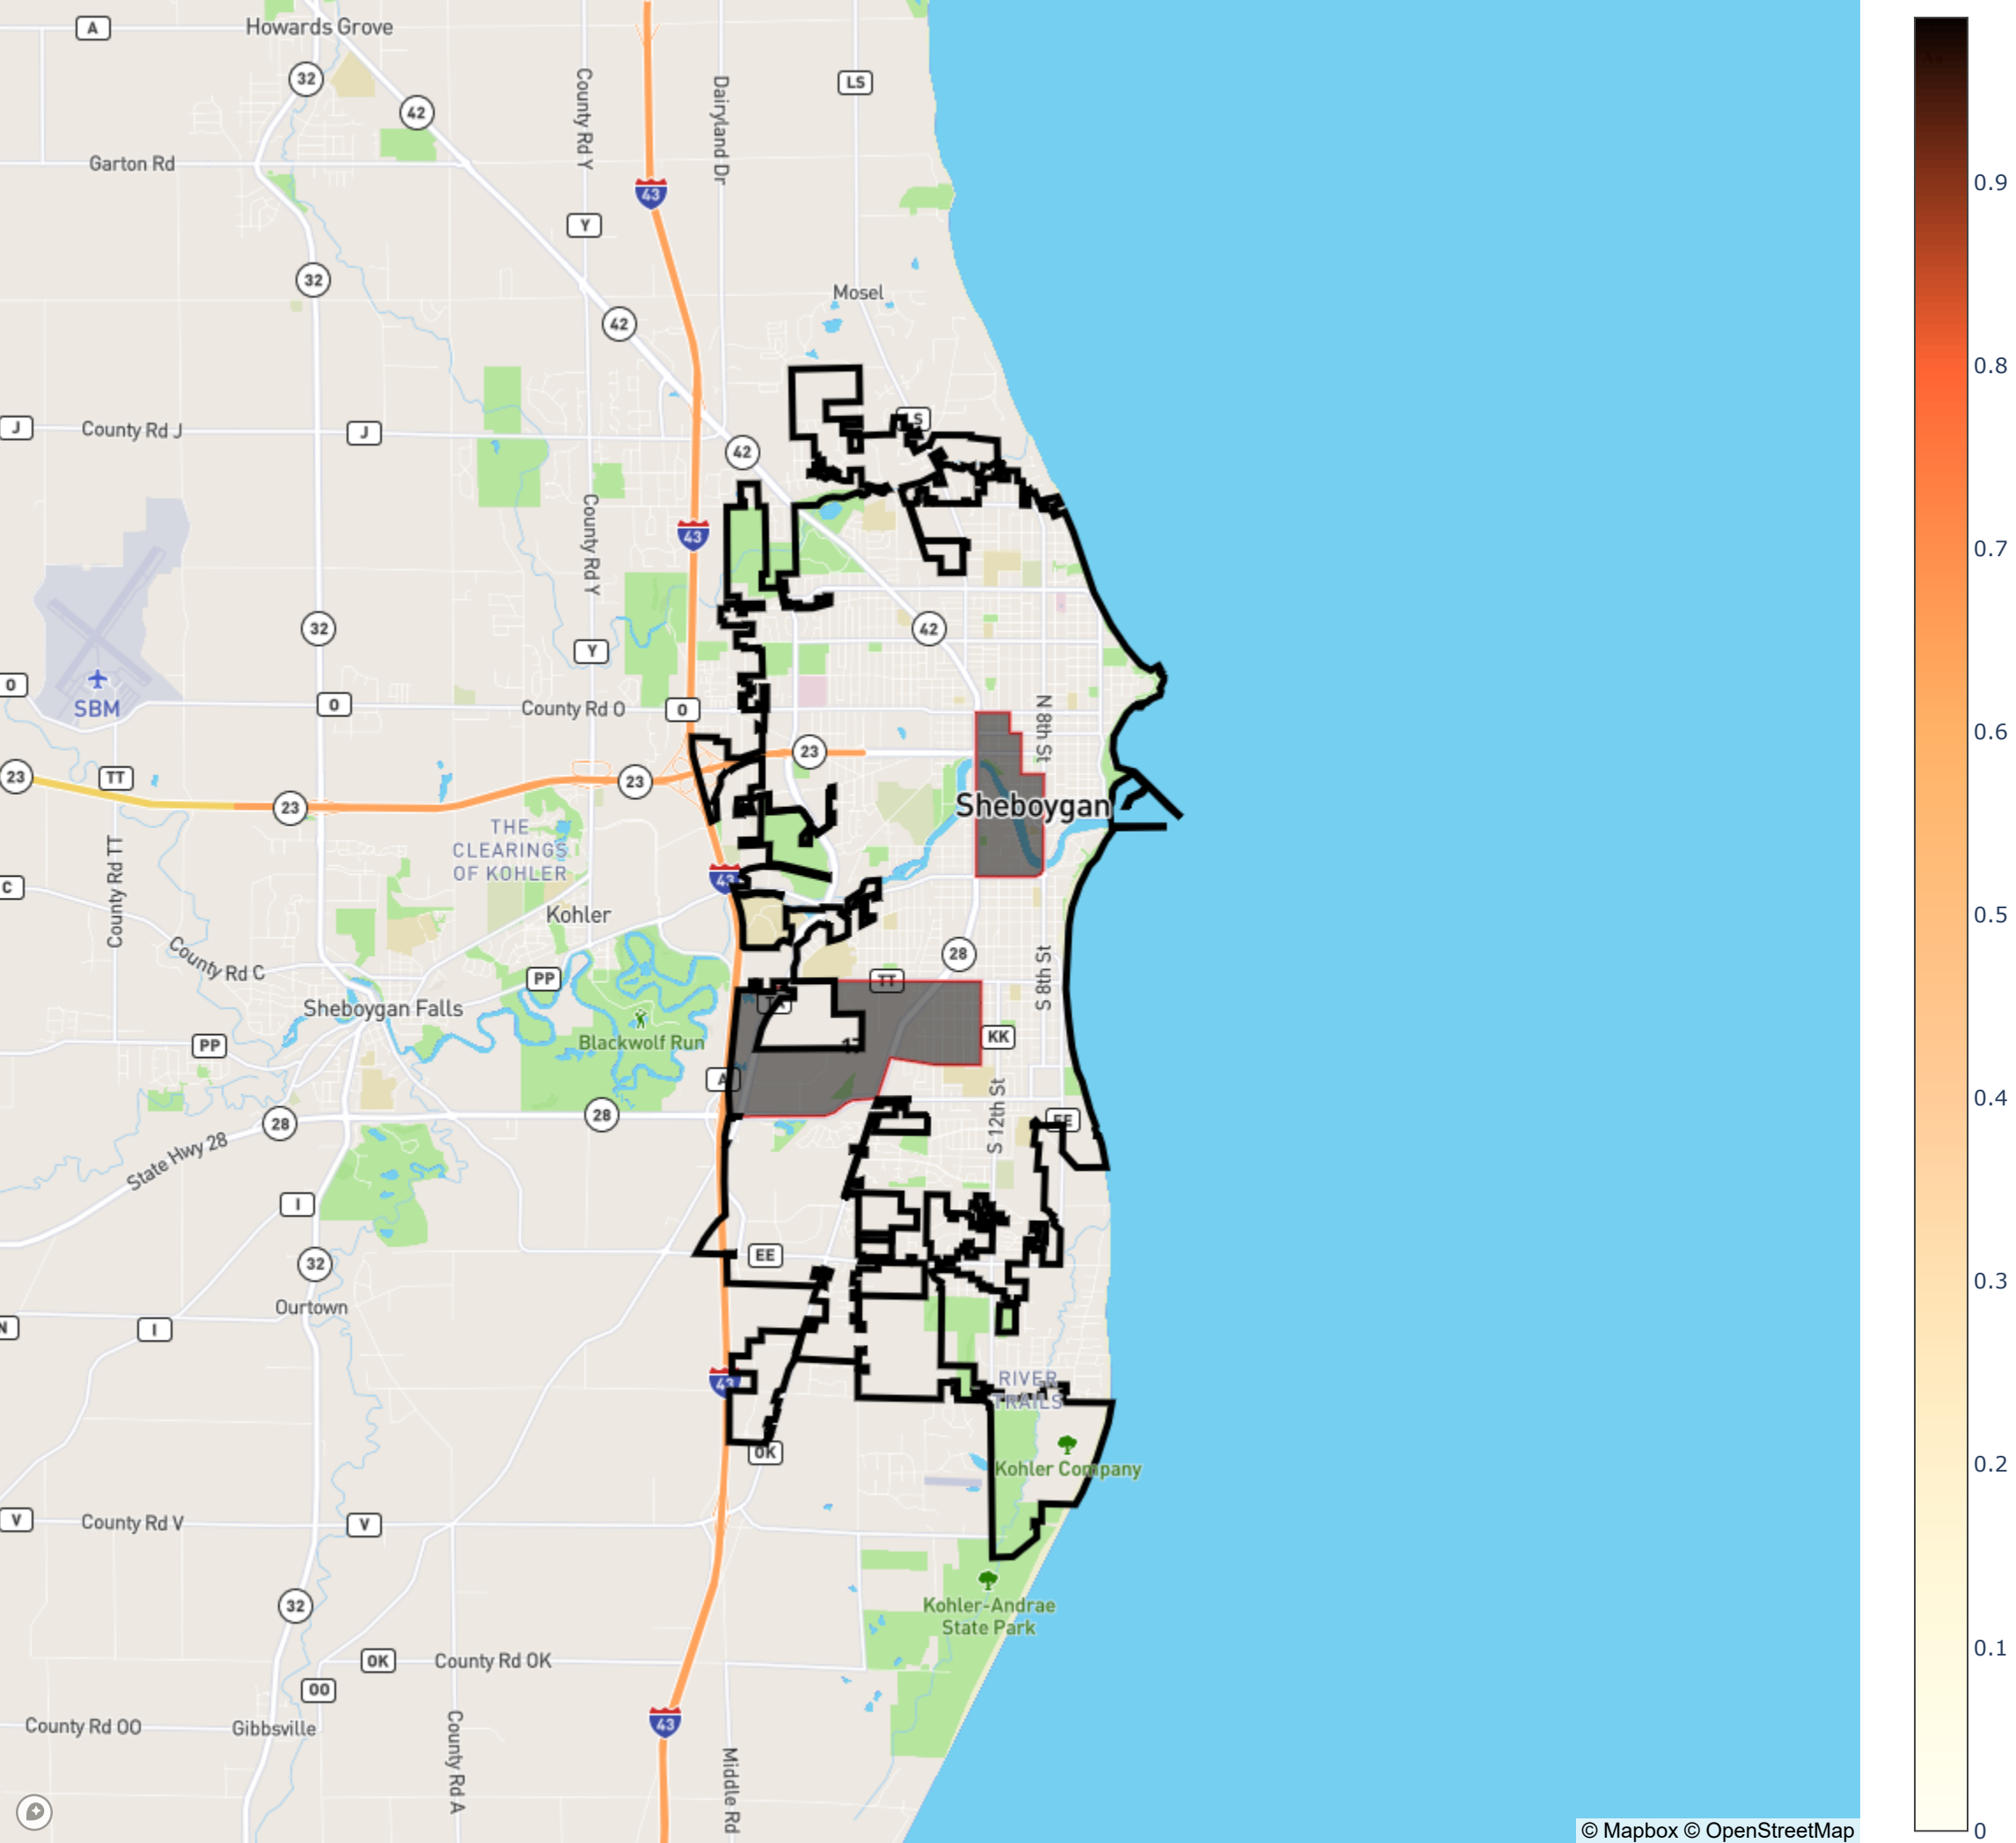 A
Howards Grove
32
42
County Rd Y
Dairyland Dr
LS
0.9
Garton Rd
43
Y
32
Mosel
42
0.8
J
County Rd J
J
LS
42
County Rd Y
43
0.7
32
42
Y
O
SBM
O
County Rd O
O
N 8th St
23
TT
23
23
23
0.6
Sheboygan
THE
CLEARINGS
OF KOHLER
County Rd TT
C
43
Kohler
0.5
County Rd C
28
S 8th St
PP
TT
Sheboygan Falls
TA
Blackwolf Run
PP
KK
17
A
28
28
0.4
State Hwy 28
S 12th St
EE
I
32
EE
0.3
Ourtown
N
I
43
RIVER
TRAILS
OK
Kohler Company
0.2
V
County Rd V
V
32
Kohler-Andrae
State Park
OK
County Rd OK
0.1
OO
County Rd OO
Gibbsville
43
County Rd A
Middle Rd
© Mapbox © OpenStreetMap
0